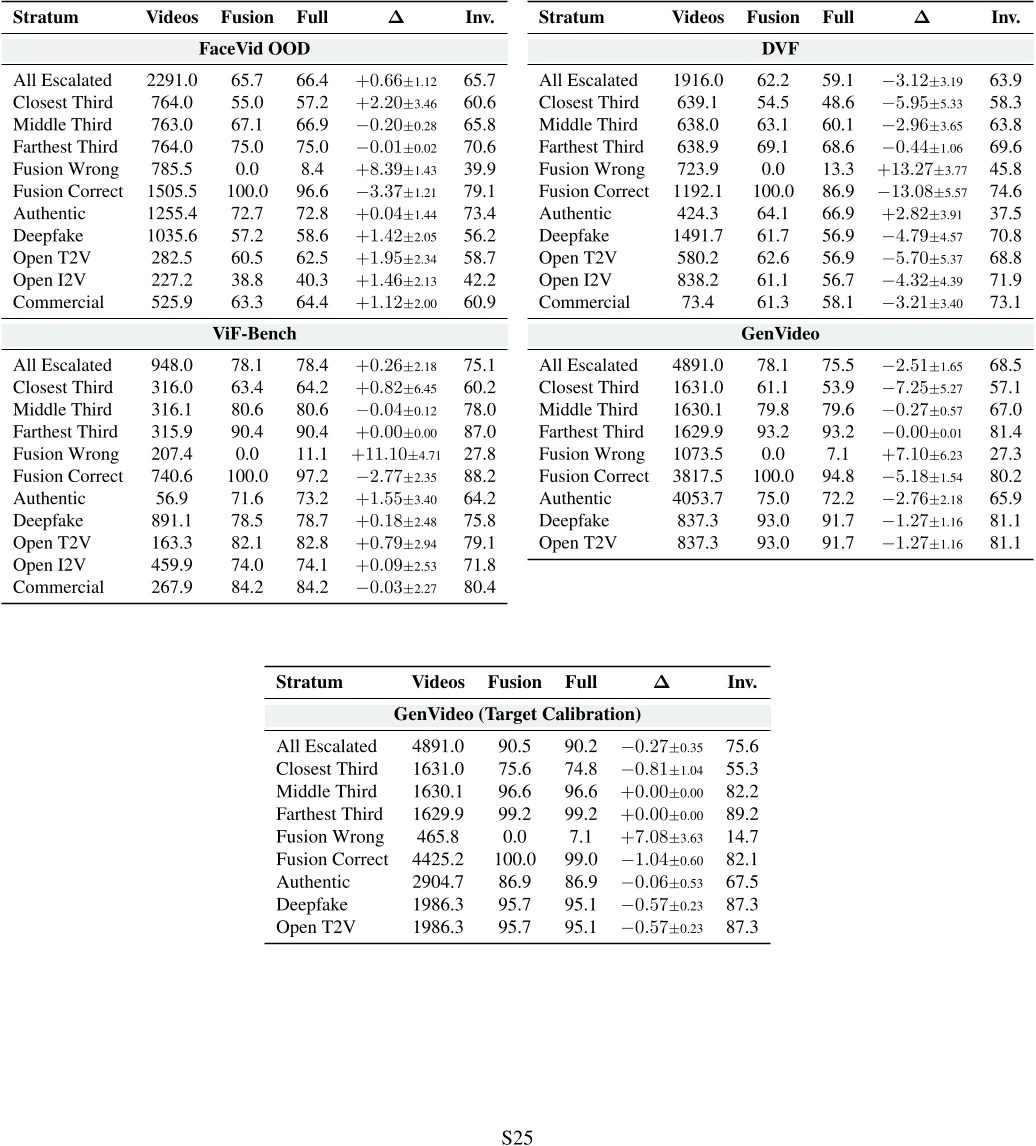 Stratum Videos Fusion Full Δ Inv.
FaceVid OOD
All Escalated 2291.0 65.7 66.4 +0.66±1.12 65.7
Closest Third 764.0 55.0 57.2 +2.20±3.46 60.6
Middle Third 763.0 67.1 66.9 −0.20±0.28 65.8
Farthest Third 764.0 75.0 75.0 −0.01±0.02 70.6
Fusion Wrong 785.5 0.0 8.4 +8.39±1.43 39.9
Fusion Correct 1505.5 100.0 96.6 −3.37±1.21 79.1
Authentic 1255.4 72.7 72.8 +0.04±1.44 73.4
Deepfake 1035.6 57.2 58.6 +1.42±2.05 56.2
Open T2V 282.5 60.5 62.5 +1.95±2.34 58.7
Open I2V 227.2 38.8 40.3 +1.46±2.13 42.2
Commercial 525.9 63.3 64.4 +1.12±2.00 60.9
ViF-Bench
All Escalated 948.0 78.1 78.4 +0.26±2.18 75.1
Closest Third 316.0 63.4 64.2 +0.82±6.45 60.2
Middle Third 316.1 80.6 80.6 −0.04±0.12 78.0
Farthest Third 315.9 90.4 90.4 +0.00±0.00 87.0
Fusion Wrong 207.4 0.0 11.1 +11.10±4.71 27.8
Fusion Correct 740.6 100.0 97.2 −2.77±2.35 88.2
Authentic 56.9 71.6 73.2 +1.55±3.40 64.2
Deepfake 891.1 78.5 78.7 +0.18±2.48 75.8
Open T2V 163.3 82.1 82.8 +0.79±2.94 79.1
Open I2V 459.9 74.0 74.1 +0.09±2.53 71.8
Commercial 267.9 84.2 84.2 −0.03±2.27 80.4
Stratum Videos Fusion Full Δ Inv.
DVF
All Escalated 1916.0 62.2 59.1 −3.12±3.19 63.9
Closest Third 639.1 54.5 48.6 −5.95±5.33 58.3
Middle Third 638.0 63.1 60.1 −2.96±3.65 63.8
Farthest Third 638.9 69.1 68.6 −0.44±1.06 69.6
Fusion Wrong 723.9 0.0 13.3 +13.27±3.77 45.8
Fusion Correct 1192.1 100.0 86.9 −13.08±5.57 74.6
Authentic 424.3 64.1 66.9 +2.82±3.91 37.5
Deepfake 1491.7 61.7 56.9 −4.79±4.57 70.8
Open T2V 580.2 62.6 56.9 −5.70±5.37 68.8
Open I2V 838.2 61.1 56.7 −4.32±4.39 71.9
Commercial 73.4 61.3 58.1 −3.21±3.40 73.1
GenVideo
All Escalated 4891.0 78.1 75.5 −2.51±1.65 68.5
Closest Third 1631.0 61.1 53.9 −7.25±5.27 57.1
Middle Third 1630.1 79.8 79.6 −0.27±0.57 67.0
Farthest Third 1629.9 93.2 93.2 −0.00±0.01 81.4
Fusion Wrong 1073.5 0.0 7.1 +7.10±6.23 27.3
Fusion Correct 3817.5 100.0 94.8 −5.18±1.54 80.2
Authentic 4053.7 75.0 72.2 −2.76±2.18 65.9
Deepfake 837.3 93.0 91.7 −1.27±1.16 81.1
Open T2V 837.3 93.0 91.7 −1.27±1.16 81.1
Stratum Videos Fusion Full Δ Inv.
GenVideo (Target Calibration)
All Escalated 4891.0 90.5 90.2 −0.27±0.35 75.6
Closest Third 1631.0 75.6 74.8 −0.81±1.04 55.3
Middle Third 1630.1 96.6 96.6 +0.00±0.00 82.2
Farthest Third 1629.9 99.2 99.2 +0.00±0.00 89.2
Fusion Wrong 465.8 0.0 7.1 +7.08±3.63 14.7
Fusion Correct 4425.2 100.0 99.0 −1.04±0.60 82.1
Authentic 2904.7 86.9 86.9 −0.06±0.53 67.5
Deepfake 1986.3 95.7 95.1 −0.57±0.23 87.3
Open T2V 1986.3 95.7 95.1 −0.57±0.23 87.3
S25